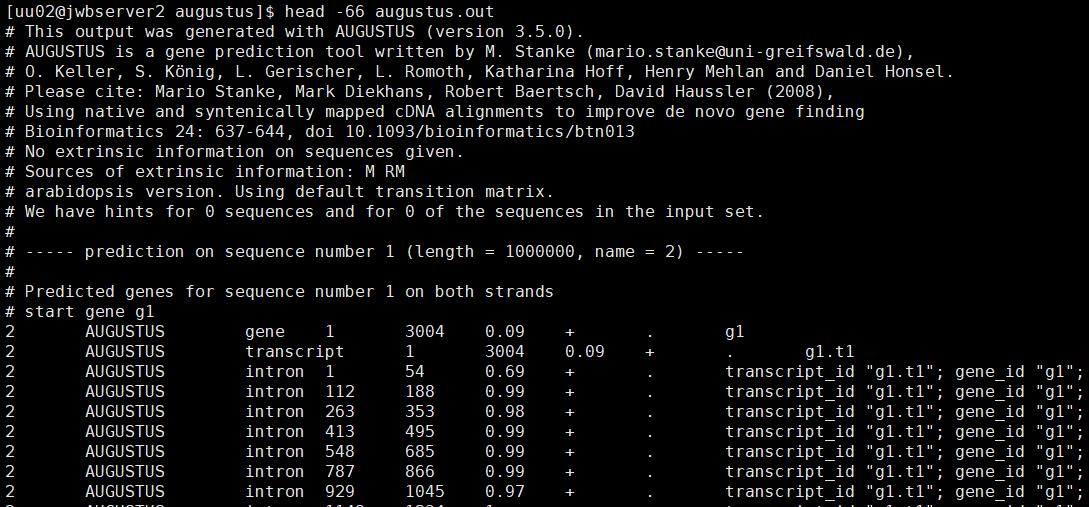 [uu02@jwbserver2 augustus]$ head -66 augustus.out
# This output was generated with AUGUSTUS (version 3.5.0).
# AUGUSTUS is a gene prediction tool written by M. Stanke (mario.stanke@uni-greifswald.de),
# O. Keller, S. König, L. Gerischer, L. Romoth, Katharina Hoff, Henry Mehlan and Daniel Honsel.
# Please cite: Mario Stanke, Mark Diekhans, Robert Baertsch, David Haussler (2008),
# Using native and syntenically mapped cDNA alignments to improve de novo gene finding
# Bioinformatics 24: 637-644, doi 10.1093/bioinformatics/btn013
# No extrinsic information on sequences given.
# Sources of extrinsic information: M RM
# arabidopsis version. Using default transition matrix.
# We have hints for 0 sequences and for 0 of the sequences in the input set.
#
# ----- prediction on sequence number 1 (length = 1000000, name = 2) -----
#
# Predicted genes for sequence number 1 on both strands
# start gene g1
2 AUGUSTUS gene 1 3004 0.09 + . g1
2 AUGUSTUS transcript 1 3004 0.09 + . g1.t1
2 AUGUSTUS intron 1 54 0.69 + . transcript_id "g1.t1"; gene_id "g1";
2 AUGUSTUS intron 112 188 0.99 + . transcript_id "g1.t1"; gene_id "g1";
2 AUGUSTUS intron 263 353 0.98 + . transcript_id "g1.t1"; gene_id "g1";
2 AUGUSTUS intron 413 495 0.99 + . transcript_id "g1.t1"; gene_id "g1";
2 AUGUSTUS intron 548 685 0.99 + . transcript_id "g1.t1"; gene_id "g1";
2 AUGUSTUS intron 787 866 0.99 + . transcript_id "g1.t1"; gene_id "g1";
2 AUGUSTUS intron 929 1045 0.97 + . transcript_id "g1.t1"; gene_id "g1";